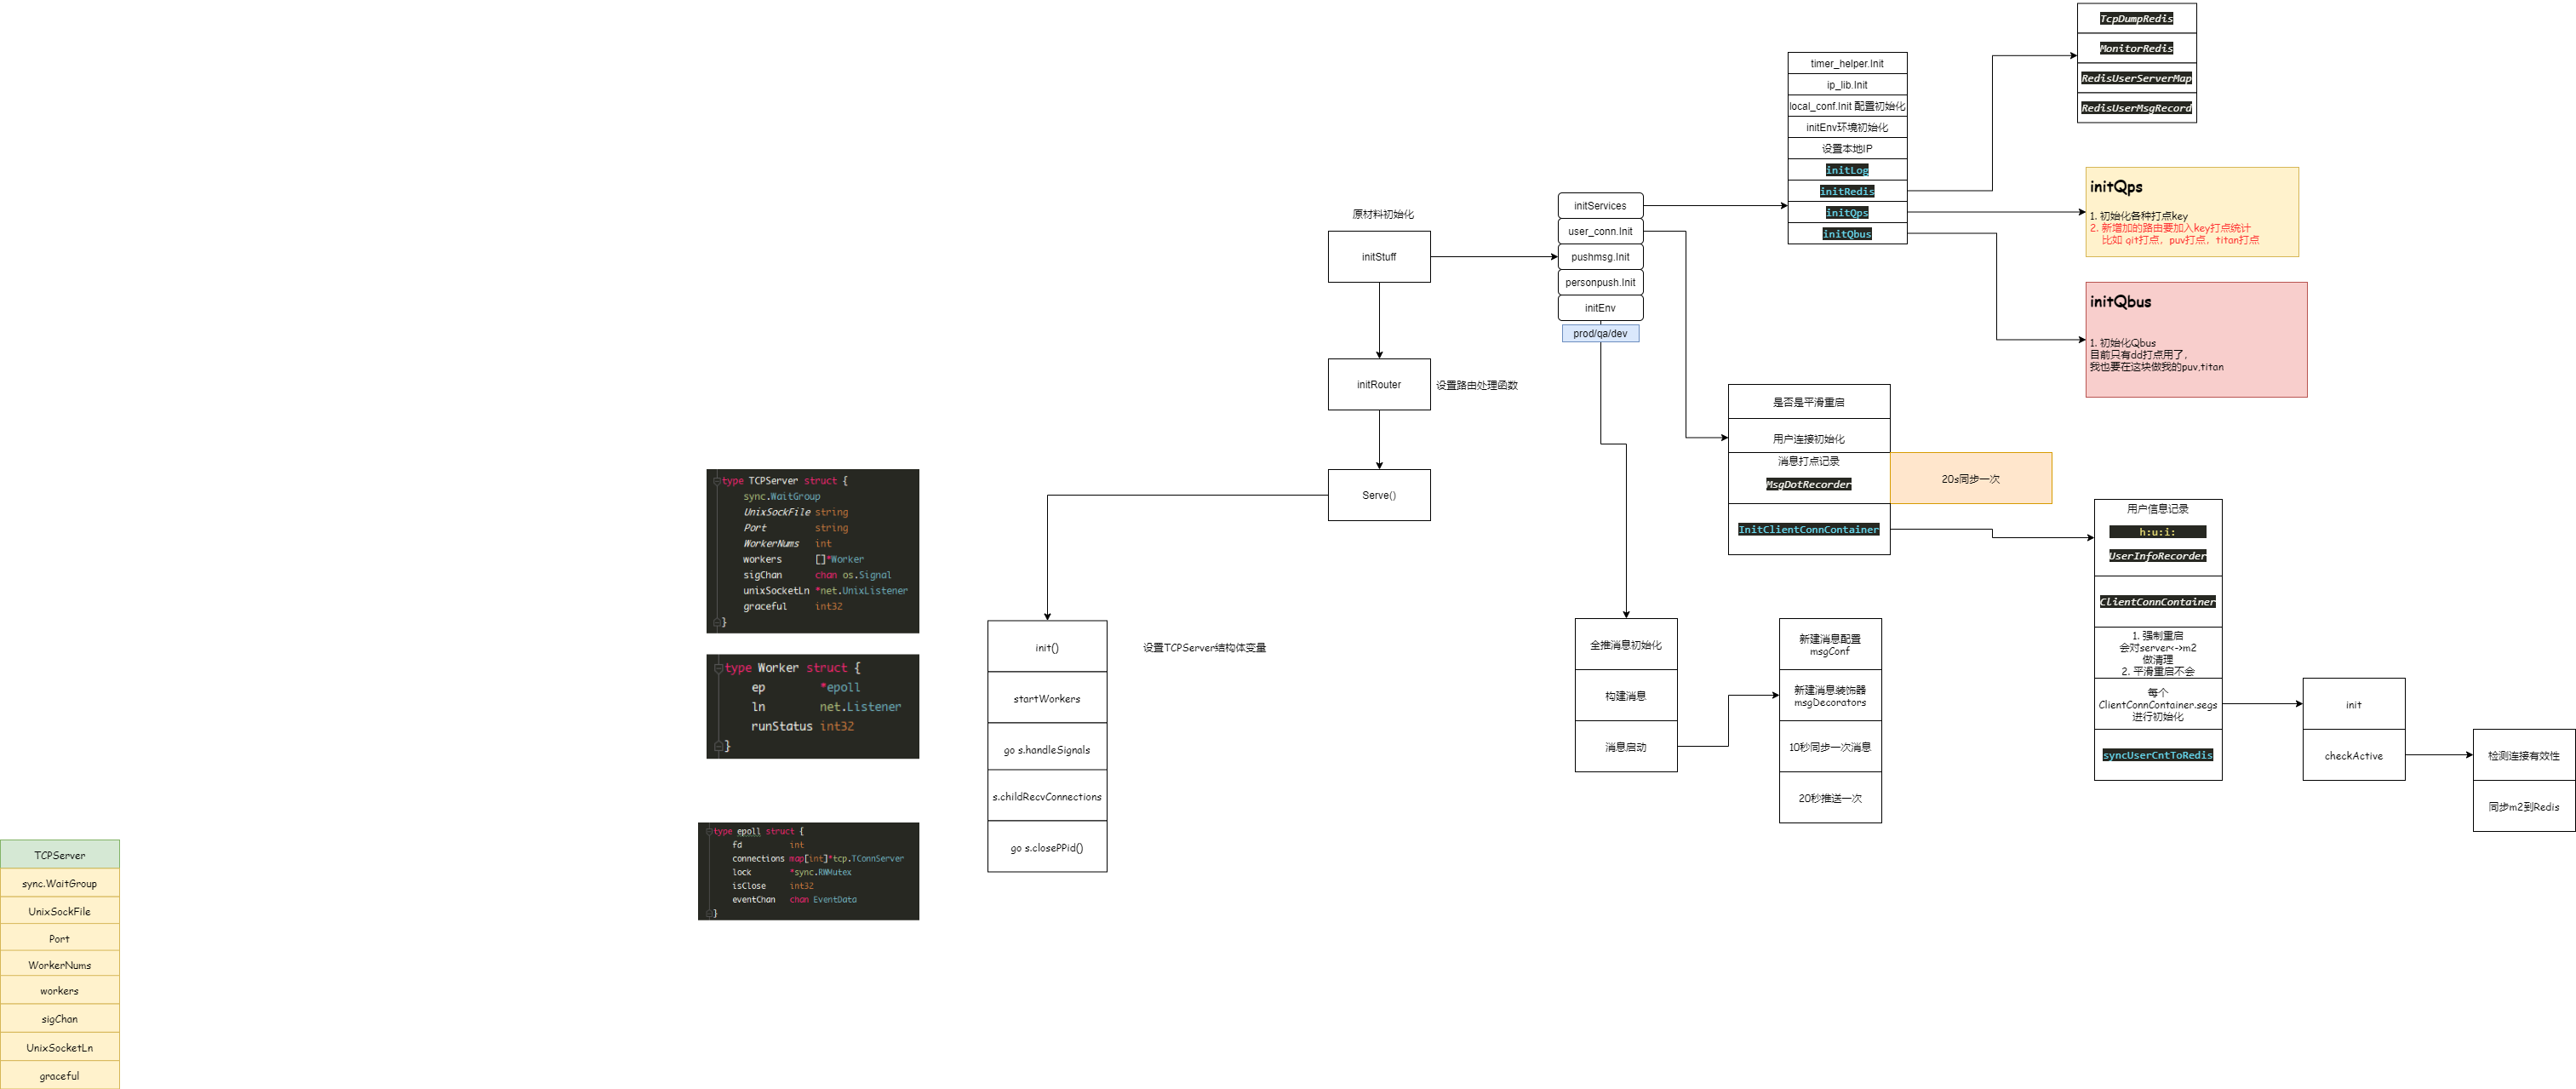 TcpDumpRedis
MonitorRedis
RedisUserServerMap
RedisUserMsgRecord
timer_helper.Init
ip_lib.Init
local_conf.Init 配置初始化
initEnv环境初始化
设置本地IP
initLog
initRedis
initQps
initQbus
initQps
1. 初始化各种打点key
2. 新增加的路由要加入key打点统计
比如 qit打点, puv打点, titan打点
initQbus
1. 初始化Qbus
目前只有dd打点用了,
我也要在这块做我的puv,titan
原材料初始化
initStuff
initServices
user_conn.Init
pushmsg.Init
personpush.Init
initEnv
prod/qa/dev
initRouter
设置路由处理函数
Serve()
是否是平滑重启
用户连接初始化
消息打点记录
MsgDotRecorder
20s同步一次
InitClientConnContainer
用户信息记录
h:u:i:
UserInfoRecorder
ClientConnContainer
1. 强制重启
会对server<->m2
做清理
2. 平滑重启不会
每个
ClientConnContainer.segs
进行初始化
syncUserCntToRedis
init
checkActive
检测连接有效性
同步m2到Redis
type TCPServer struct {
sync.WaitGroup
UnixSockFile string
Port string
WorkerNums int
workers []*Worker
sigChan chan os.Signal
unixSocketLn *net.UnixListener
graceful int32
}
type Worker struct {
ep *epoll
ln net.Listener
runStatus int32
}
type epoll struct {
fd int
connections map[int]*tcp.TConnServer
lock *sync.RWMutex
isClose int32
eventChan chan EventData
}
init()
设置TCPServer结构体变量
startWorkers
go s.handleSignals
s.childRecvConnections
go s.closePPid()
全推消息初始化
构建消息
消息启动
新建消息配置
msgConf
新建消息装饰器
msgDecorators
10秒同步一次消息
20秒推送一次
TCPServer
sync.WaitGroup
UnixSockFile
Port
WorkerNums
workers
sigChan
UnixSocketLn
graceful